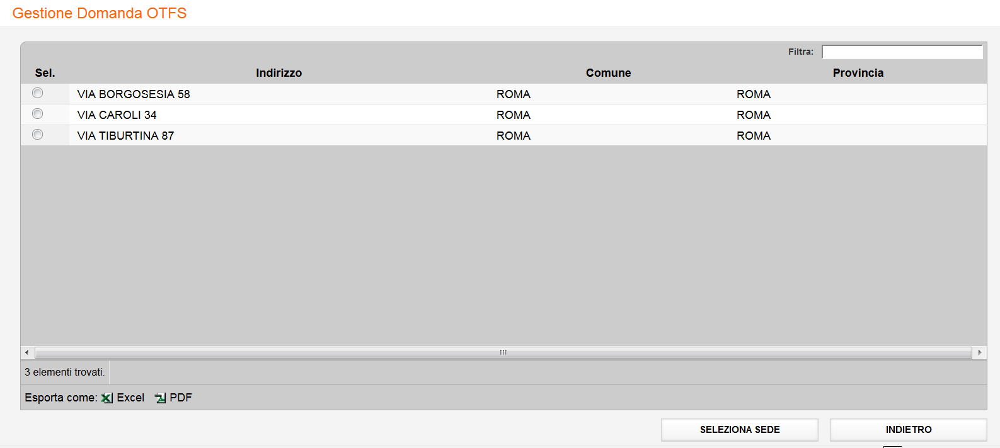 Gestione Domanda OTFS
Filtra:
Sel. Indirizzo Comune Provincia
VIA BORGOSESIA 58 ROMA ROMA
VIA CAROLI 34 ROMA ROMA
VIA TIBURTINA 87 ROMA ROMA
3 elementi trovati.
Esporta come: Excel PDF
SELEZIONA SEDE INDIETRO